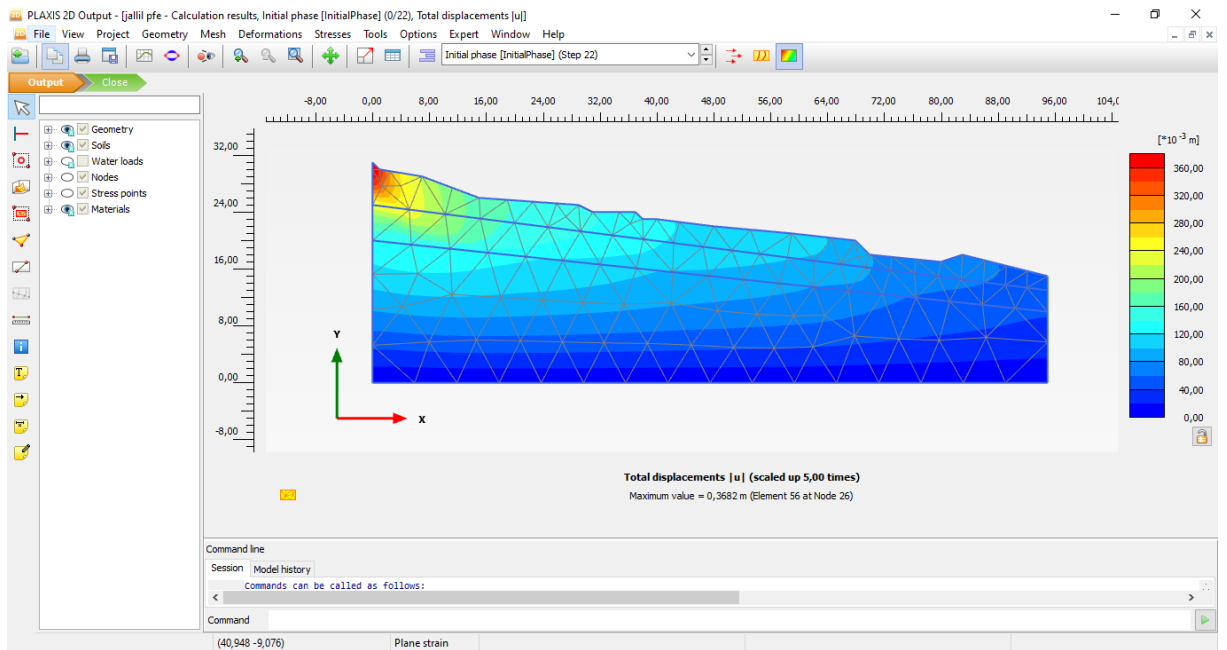 PLAXIS 2D Output - [jallil pfe - Calculation results, Initial phase [InitialPhase] (0/22), Total displacements |u|]
File View Project Geometry Mesh Deformations Stresses Tools Options Expert Window Help
Initial phase [InitialPhase] (Step 22)
Output Close
Geometry
Soils
Water loads
Nodes
Stress points
Materials
-8,00 0,00 8,00 16,00 24,00 32,00 40,00 48,00 56,00 64,00 72,00 80,00 88,00 96,00 104,0
32,00
24,00
16,00
8,00
0,00
-8,00
Y
X
[*10⁻³ m]
360,00
320,00
280,00
240,00
200,00
160,00
120,00
80,00
40,00
0,00
Total displacements |u| (scaled up 5,00 times)
Maximum value = 0,3682 m (Element 56 at Node 26)
Command line
Session Model history
Commands can be called as follows:
Command
(40,948 -9,076) Plane strain